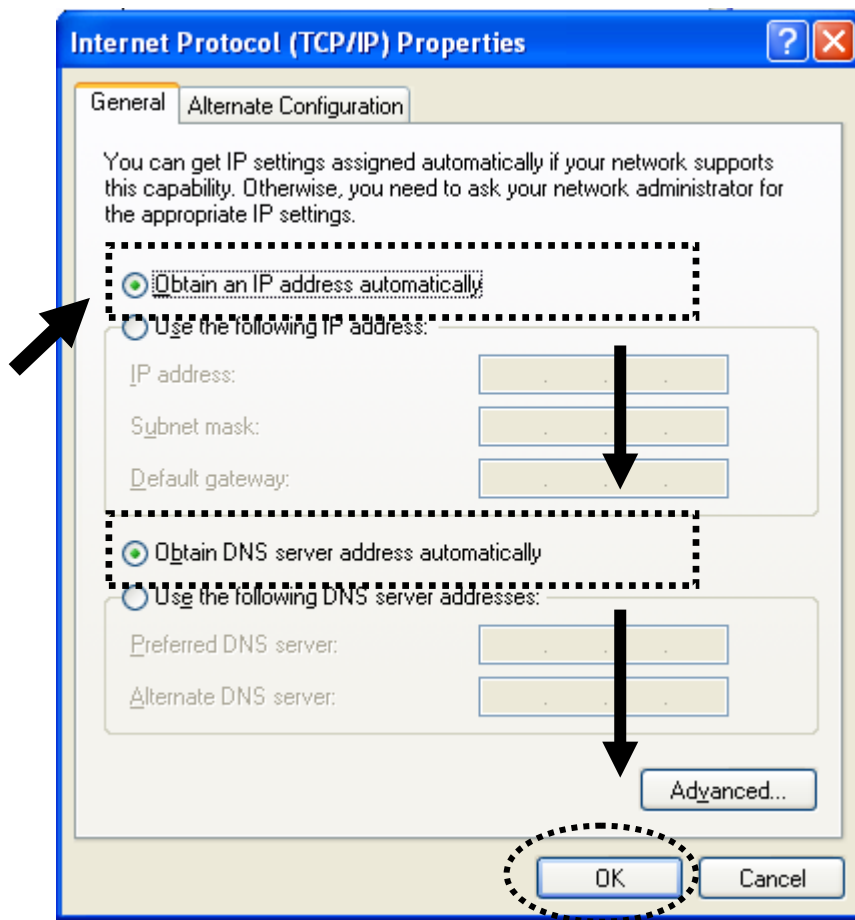 Internet Protocol (TCP/IP) Properties
General
Alternate Configuration
You can get IP settings assigned automatically if your network supports
this capability. Otherwise, you need to ask your network administrator for
the appropriate IP settings.
Obtain an IP address automatically
Use the following IP address:
IP address:
Subnet mask:
Default gateway:
Obtain DNS server address automatically
Use the following DNS server addresses:
Preferred DNS server:
Alternate DNS server:
Advanced...
OK
Cancel